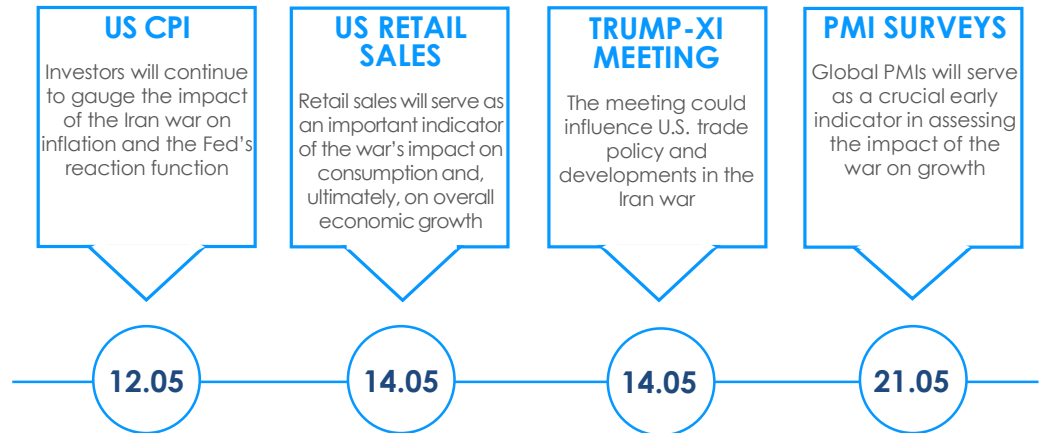 US CPI
Investors will continue
to gauge the impact
of the Iran war on
inflation and the Fed's
reaction function
US RETAIL
SALES
Retail sales will serve as
an important indicator
of the war's impact on
consumption and,
ultimately, on overall
economic growth
TRUMP-XI
MEETING
The meeting could
influence U.S. trade
policy and
developments in the
Iran war
PMI SURVEYS
Global PMIs will serve
as a crucial early
indicator in assessing
the impact of the
war on growth
12.05
14.05
14.05
21.05